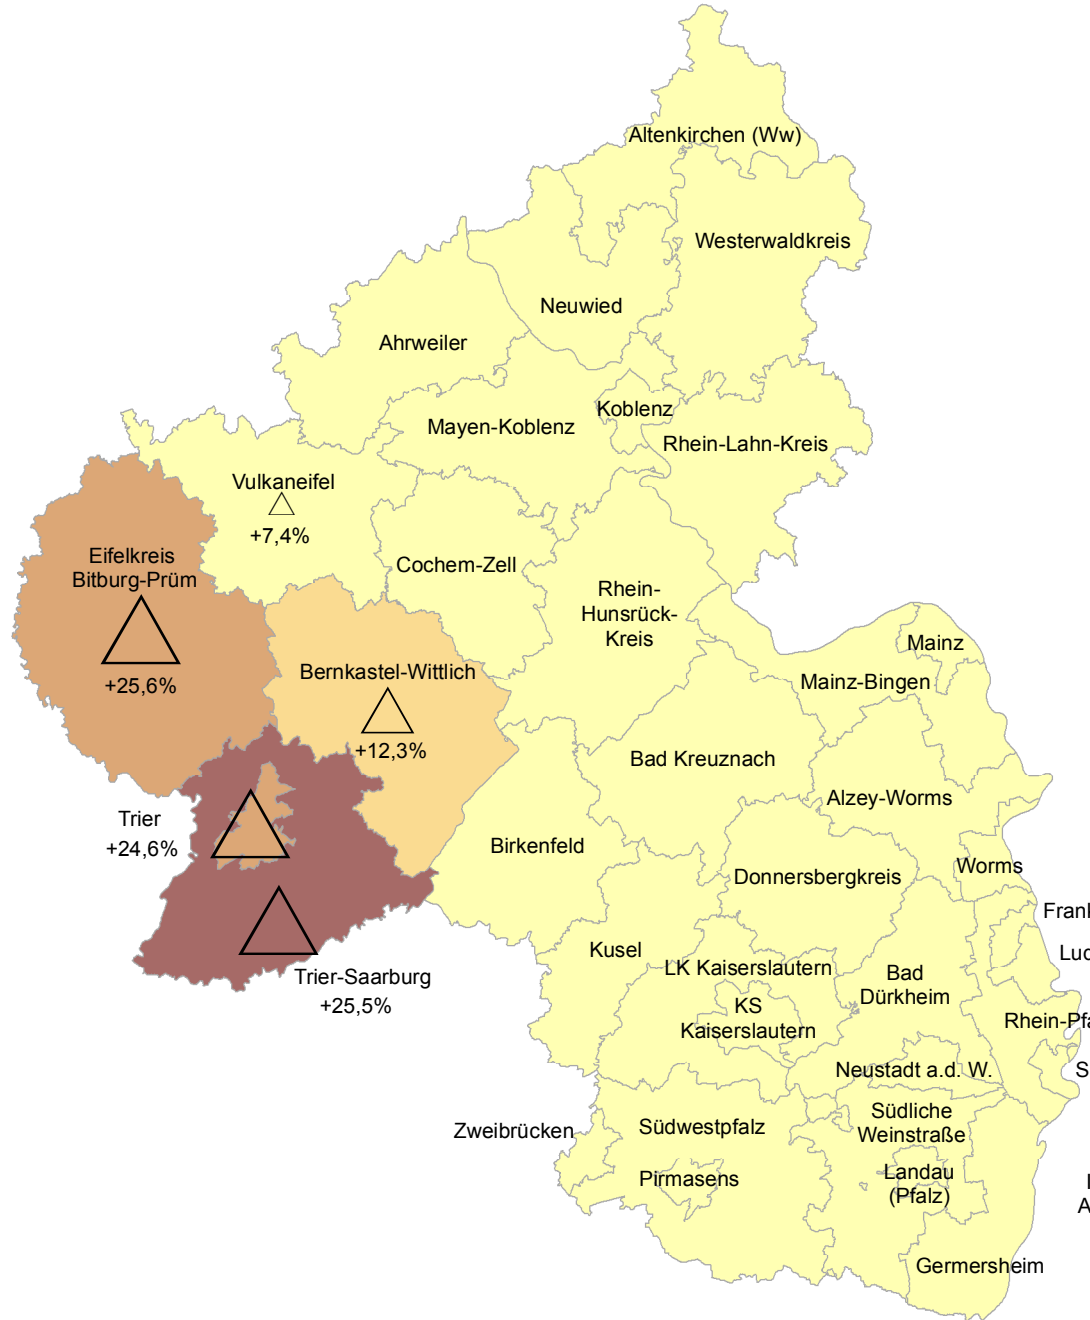 Altenkirchen (Ww)
Westerwaldkreis
Neuwied
Ahrweiler
Koblenz
Mayen-Koblenz
Rhein-Lahn-Kreis
Vulkaneifel
+7,4%
Eifelkreis
Bitburg-Prüm
+25,6%
Cochem-Zell
Rhein-
Hunsrück-
Kreis
Mainz
Mainz-Bingen
Bernkastel-Wittlich
+12,3%
Bad Kreuznach
Alzey-Worms
Trier
+24,6%
Birkenfeld
Donnersbergkreis
Worms
Frank
Kusel
LK Kaiserslautern
Bad
Dürkheim
Trier-Saarburg
+25,5%
KS
Kaiserslautern
Rhein-Pfa
Neustadt a.d. W.
S
Südliche
Weinstraße
Zweibrücken
Südwestpfalz
Pirmasens
Landau
(Pfalz)
A
Germersheim